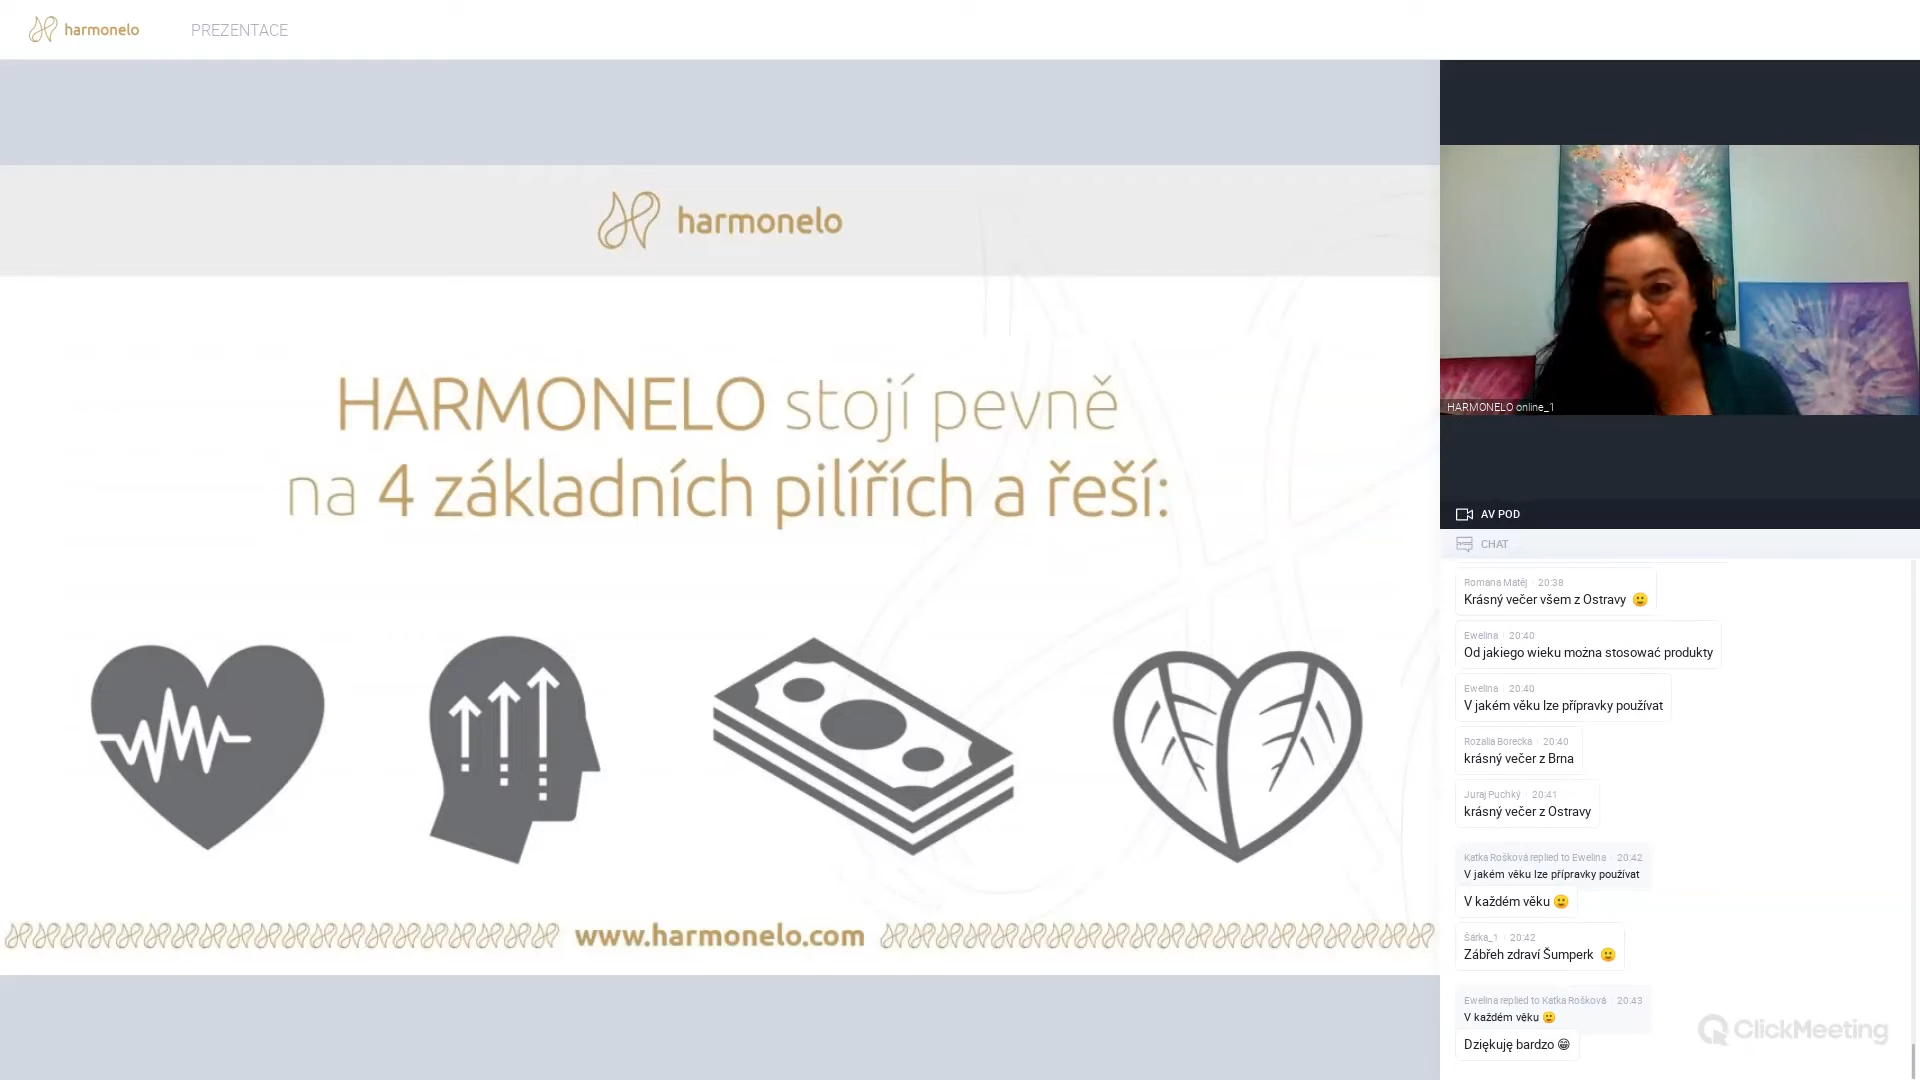 harmonelo
PREZENTACE
harmonelo
HARMONELO stojí pevně
na 4 základních pilířích a řeší:
www.harmonelo.com
HARMONELO online_1
AV POD
CHAT
Romana Matěj 20:38
Krásný večer všem z Ostravy 🙂
Ewelina 20:40
Od jakiego wieku można stosować produkty
Ewelina 20:40
V jakém věku lze přípravky používat
Rozalia Borecka 20:40
krásný večer z Brna
Juraj Puchký 20:41
krásný večer z Ostravy
Katka Rošková replied to Ewelina 20:42
V jakém věku lze přípravky používat
V každém věku 🙂
Šárka_1 20:42
Zábřeh zdraví Šumperk 🙂
Ewelina replied to Katka Rošková 20:43
V každém věku 🙂
Dziękuję bardzo 😁
ClickMeeting